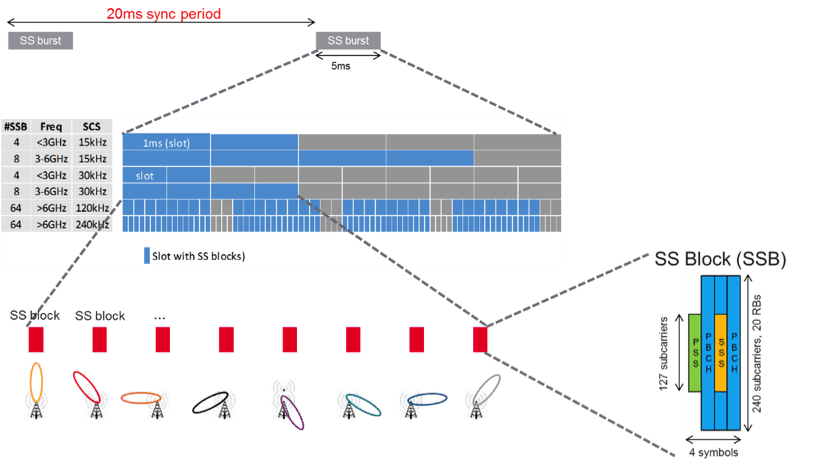 20ms sync period
SS burst
SS burst
5ms
#SSB Freq SCS
4 <3GHz 15kHz
8 3-6GHz 15kHz
4 <3GHz 30kHz
8 3-6GHz 30kHz
64 >6GHz 120kHz
64 >6GHz 240kHz
1ms (slot)
slot
Slot with SS blocks)
SS block
SS block
...
SS Block (SSB)
127 subcarriers
PSS
PBCH
SSS
PBCH
240 subcarriers, 20 RBs
4 symbols